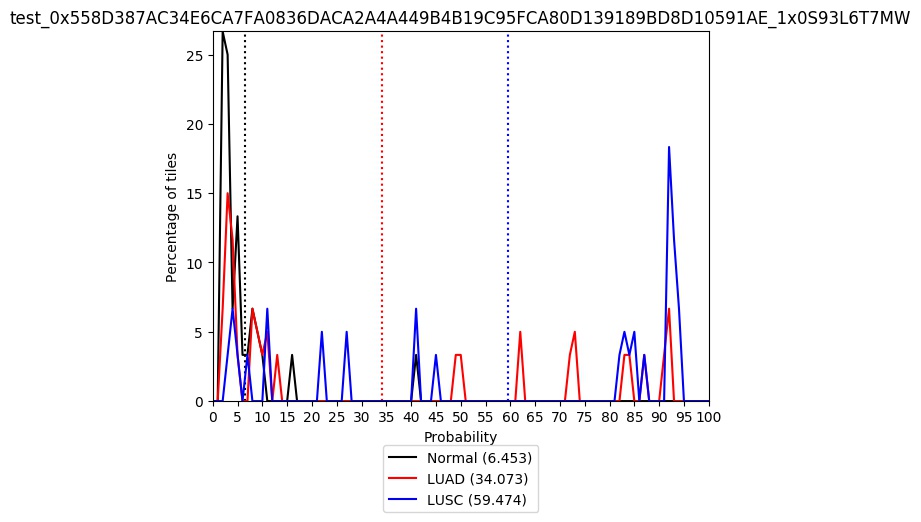 test_0x558D387AC34E6CA7FA0836DACA2A4A449B4B19C95FCA80D139189BD8D10591AE_1x0S93L6T7MW
25
20
15
10
5
0
Percentage of tiles
0 5 10 15 20 25 30 35 40 45 50 55 60 65 70 75 80 85 90 95 100
Probability
Normal (6.453)
LUAD (34.073)
LUSC (59.474)